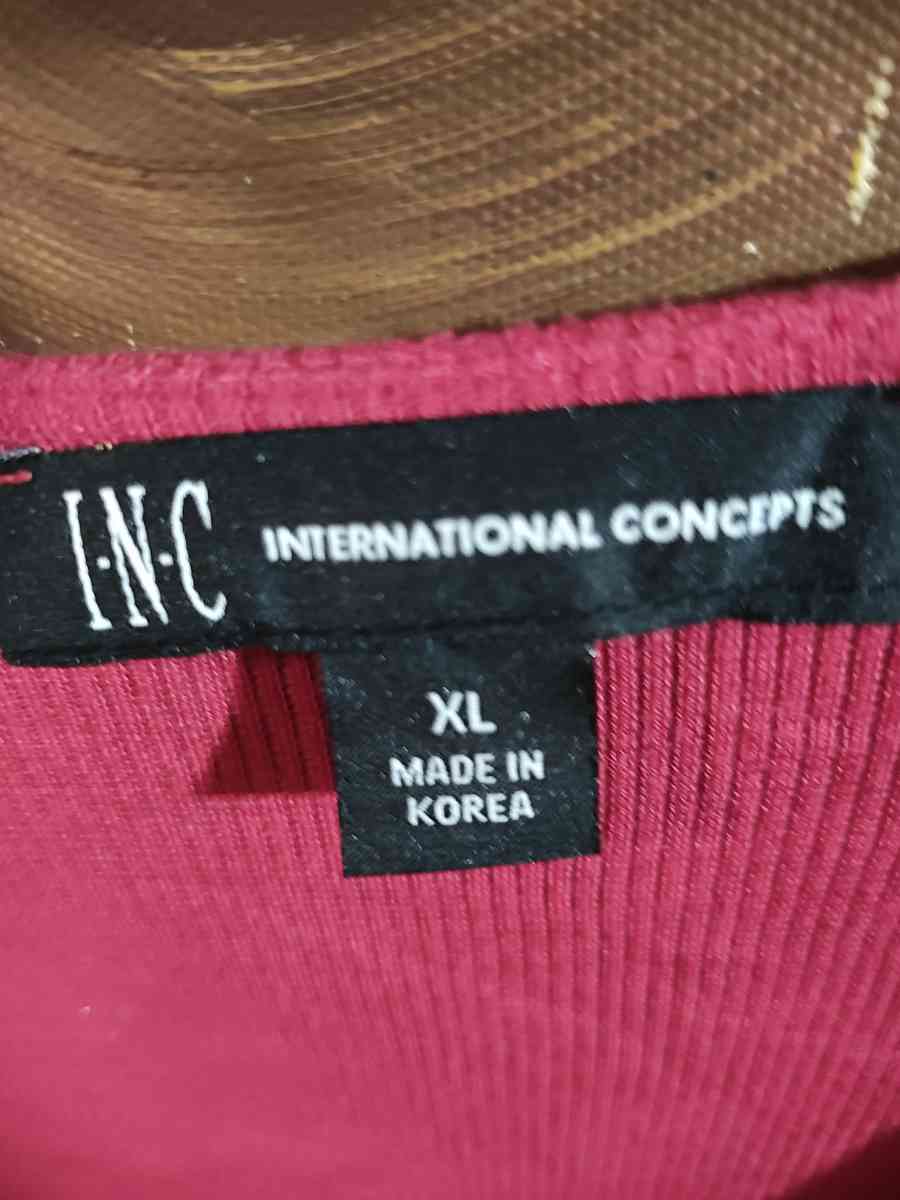 I·N·C INTERNATIONAL CONCEPTS
XL
MADE IN
KOREA